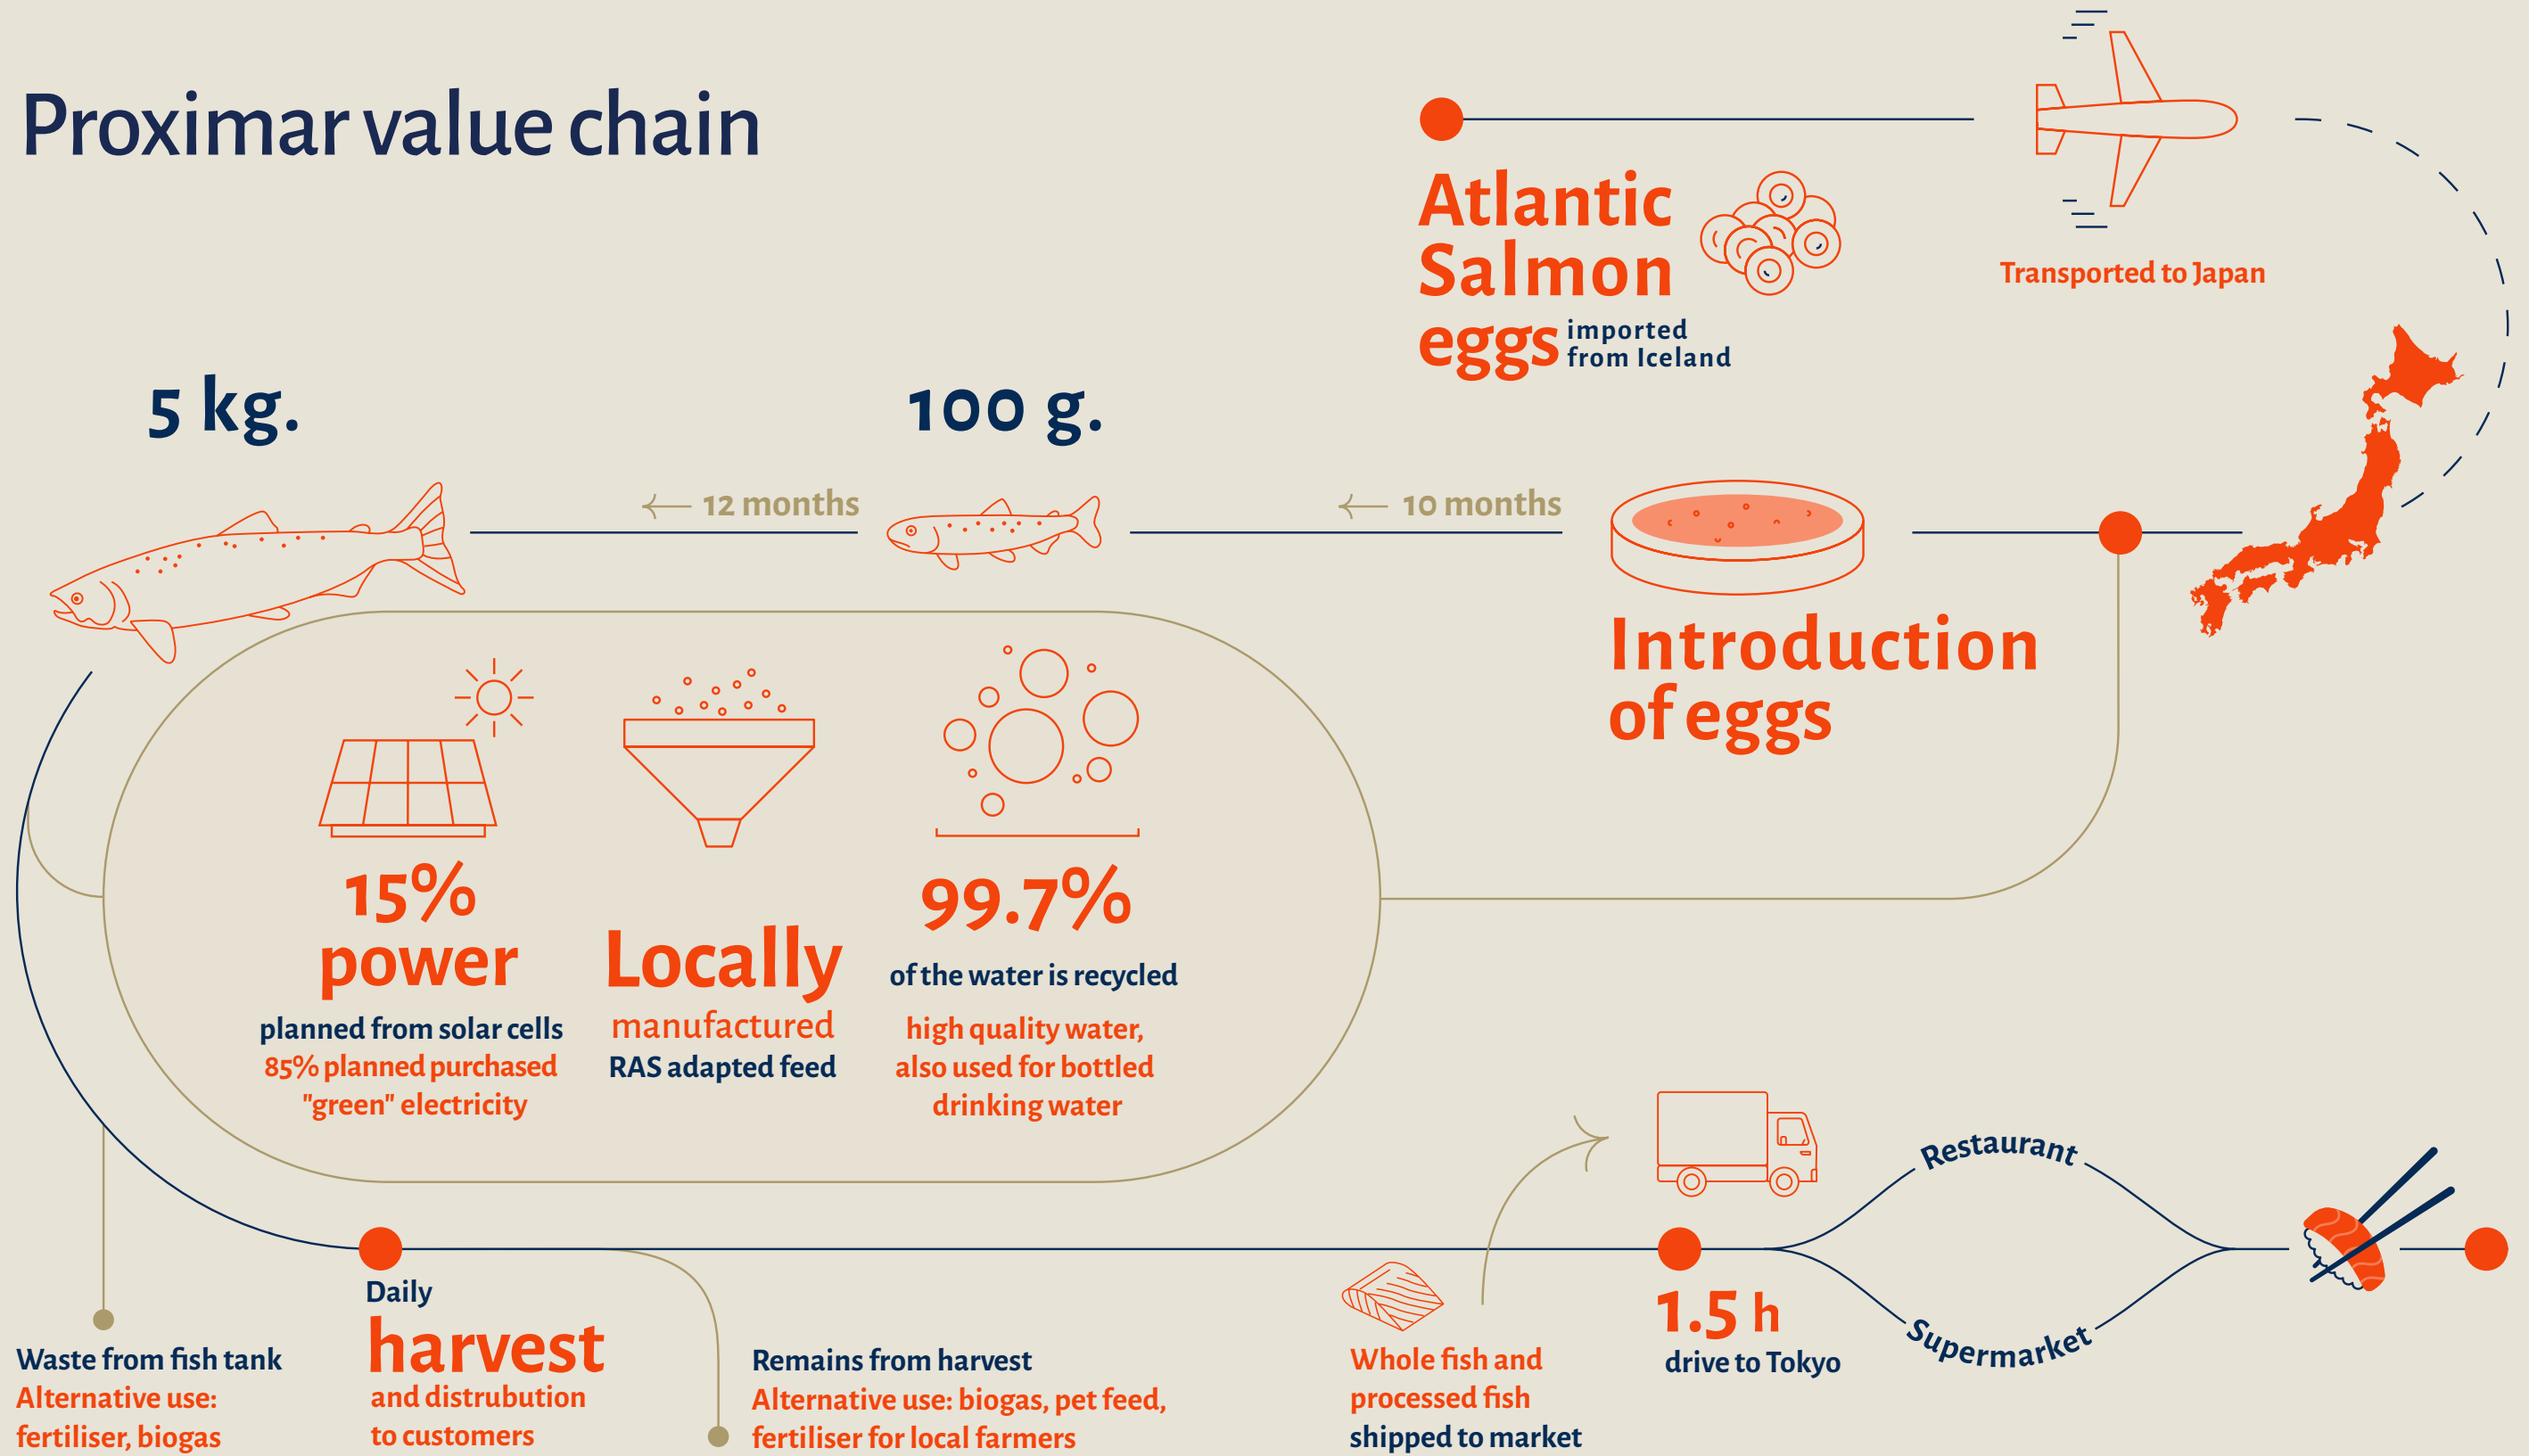 Proximar value chain
Atlantic
Salmon
eggs imported
from Iceland
Transported to Japan
5 kg.
100 g.
12 months
10 months
Introduction
of eggs
15%
power
planned from solar cells
85% planned purchased
"green" electricity
Locally
manufactured
RAS adapted feed
99.7%
of the water is recycled
high quality water,
also used for bottled
drinking water
Waste from fish tank
Alternative use:
fertiliser, biogas
Daily
harvest
and distrubution
to customers
Remains from harvest
Alternative use: biogas, pet feed,
fertiliser for local farmers
Whole fish and
processed fish
shipped to market
1.5 h
drive to Tokyo
Restaurant
Supermarket